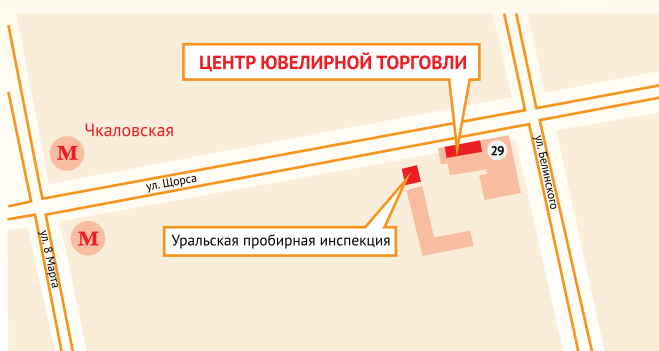 ЦЕНТР ЮВЕЛИРНОЙ ТОРГОВЛИ
Чкаловская
М
29
ул. Белинского
ул. Щорса
М
Уральская пробирная инспекция
ул. 8 Марта